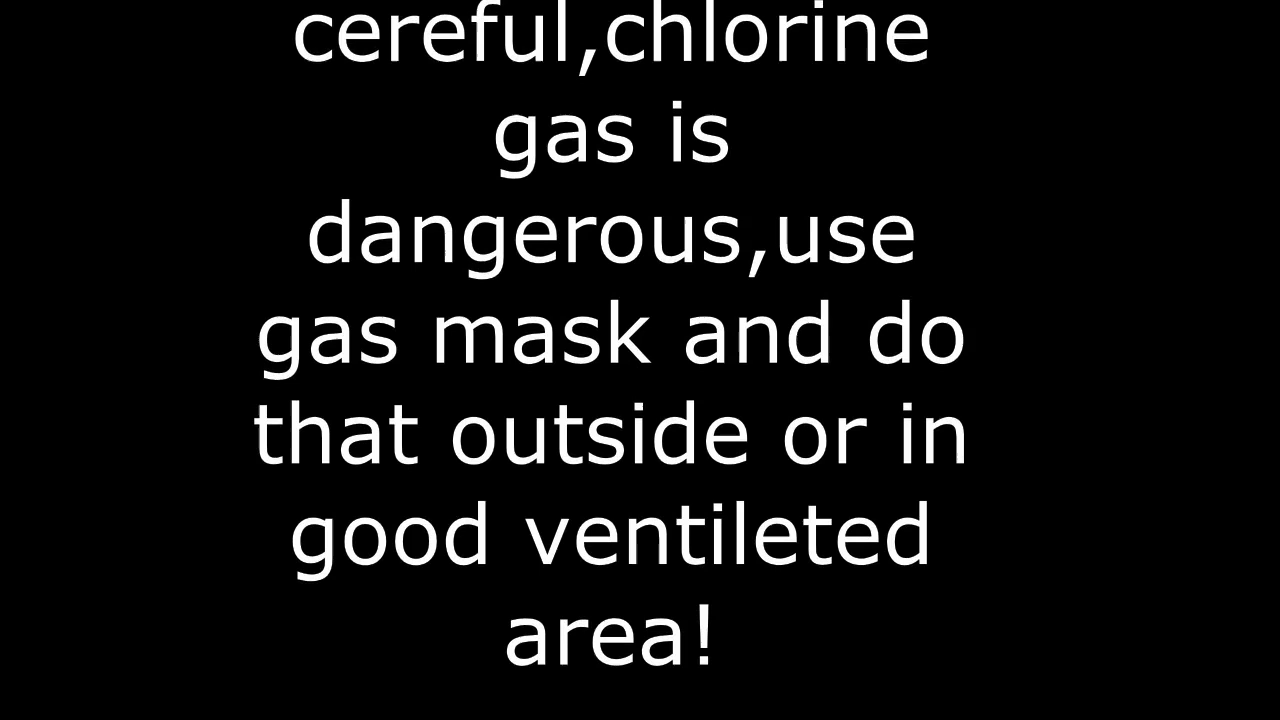 cereful,chlorine
gas is
dangerous,use
gas mask and do
that outside or in
good ventileted
area!